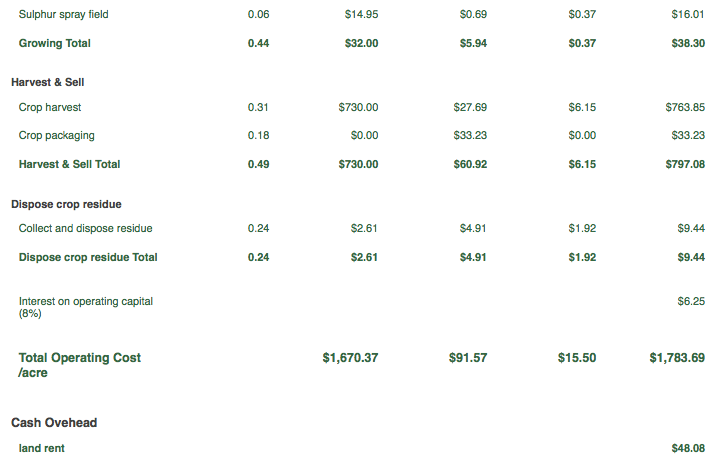 Sulphur spray field 0.06 $14.95 $0.69 $0.37 $16.01
Growing Total 0.44 $32.00 $5.94 $0.37 $38.30
Harvest & Sell
Crop harvest 0.31 $730.00 $27.69 $6.15 $763.85
Crop packaging 0.18 $0.00 $33.23 $0.00 $33.23
Harvest & Sell Total 0.49 $730.00 $60.92 $6.15 $797.08
Dispose crop residue
Collect and dispose residue 0.24 $2.61 $4.91 $1.92 $9.44
Dispose crop residue Total 0.24 $2.61 $4.91 $1.92 $9.44
Interest on operating capital $6.25
(8%)
Total Operating Cost $1,670.37 $91.57 $15.50 $1,783.69
/acre
Cash Ovehead
land rent $48.08